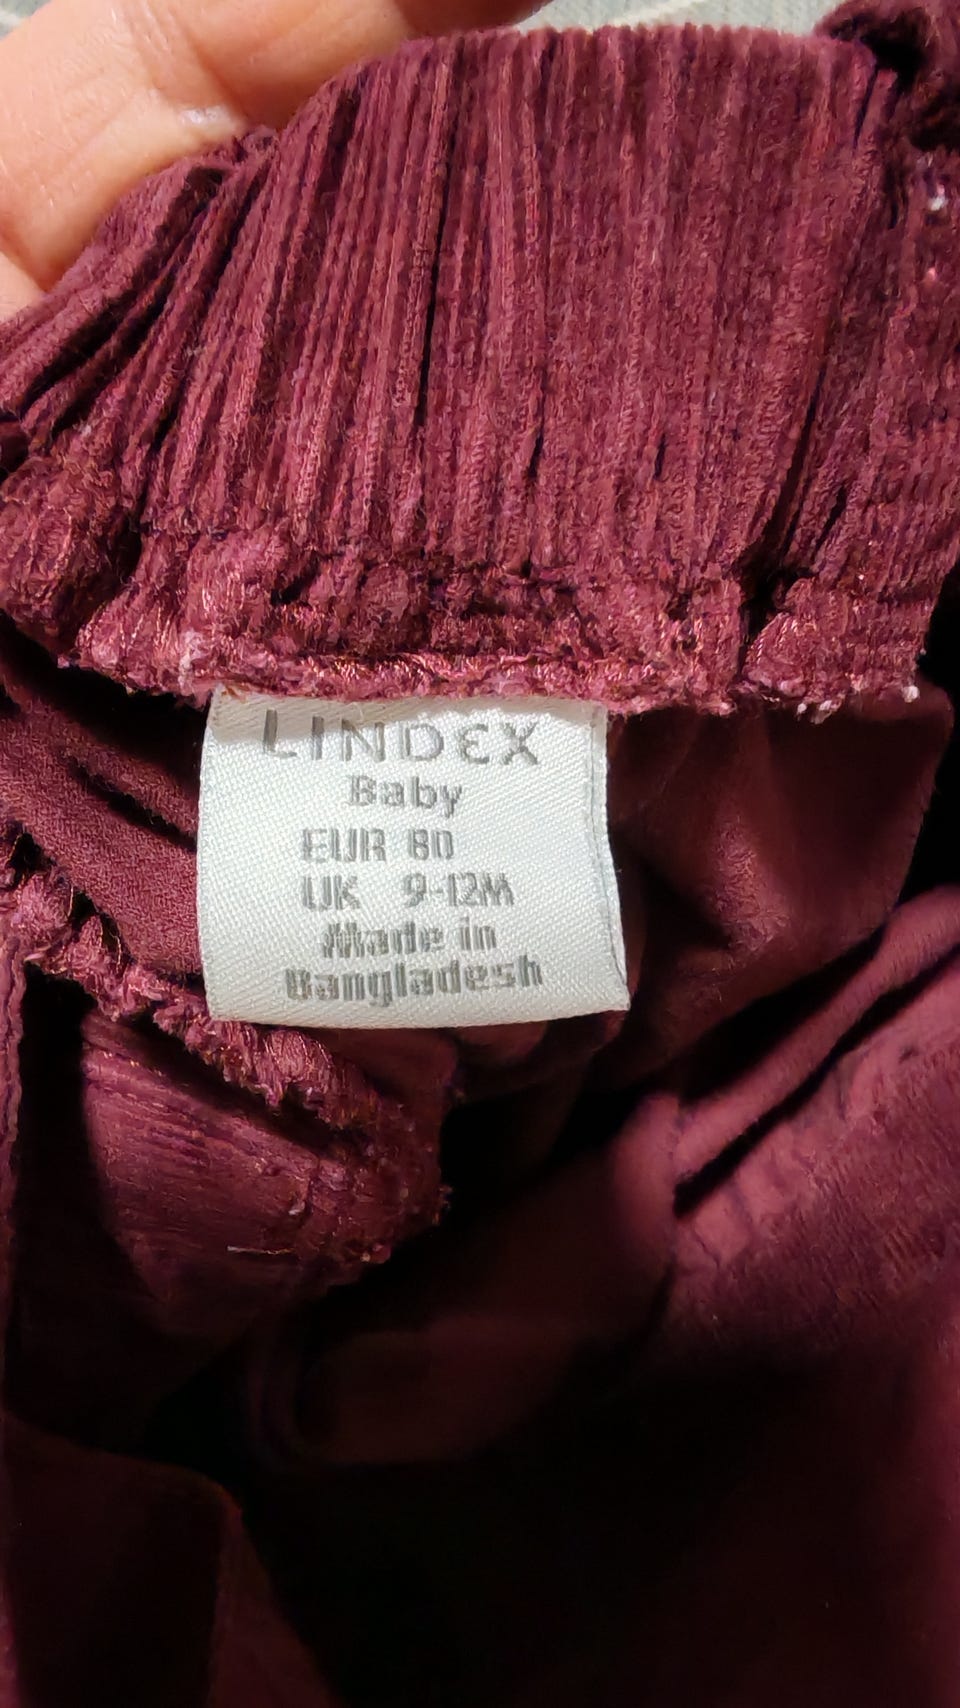 LINDEX
Baby
EUR 80
UK 9-12M
Made in
Bangladesh